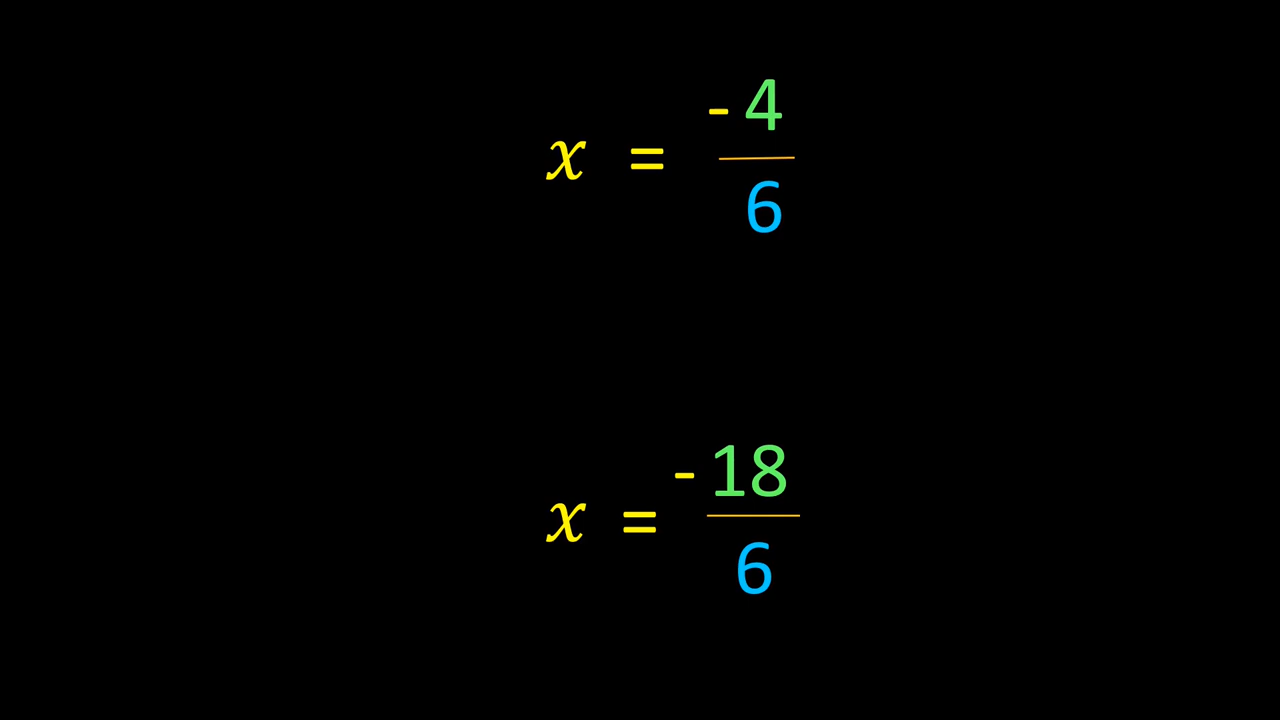 x = -4/6
x = -18/6